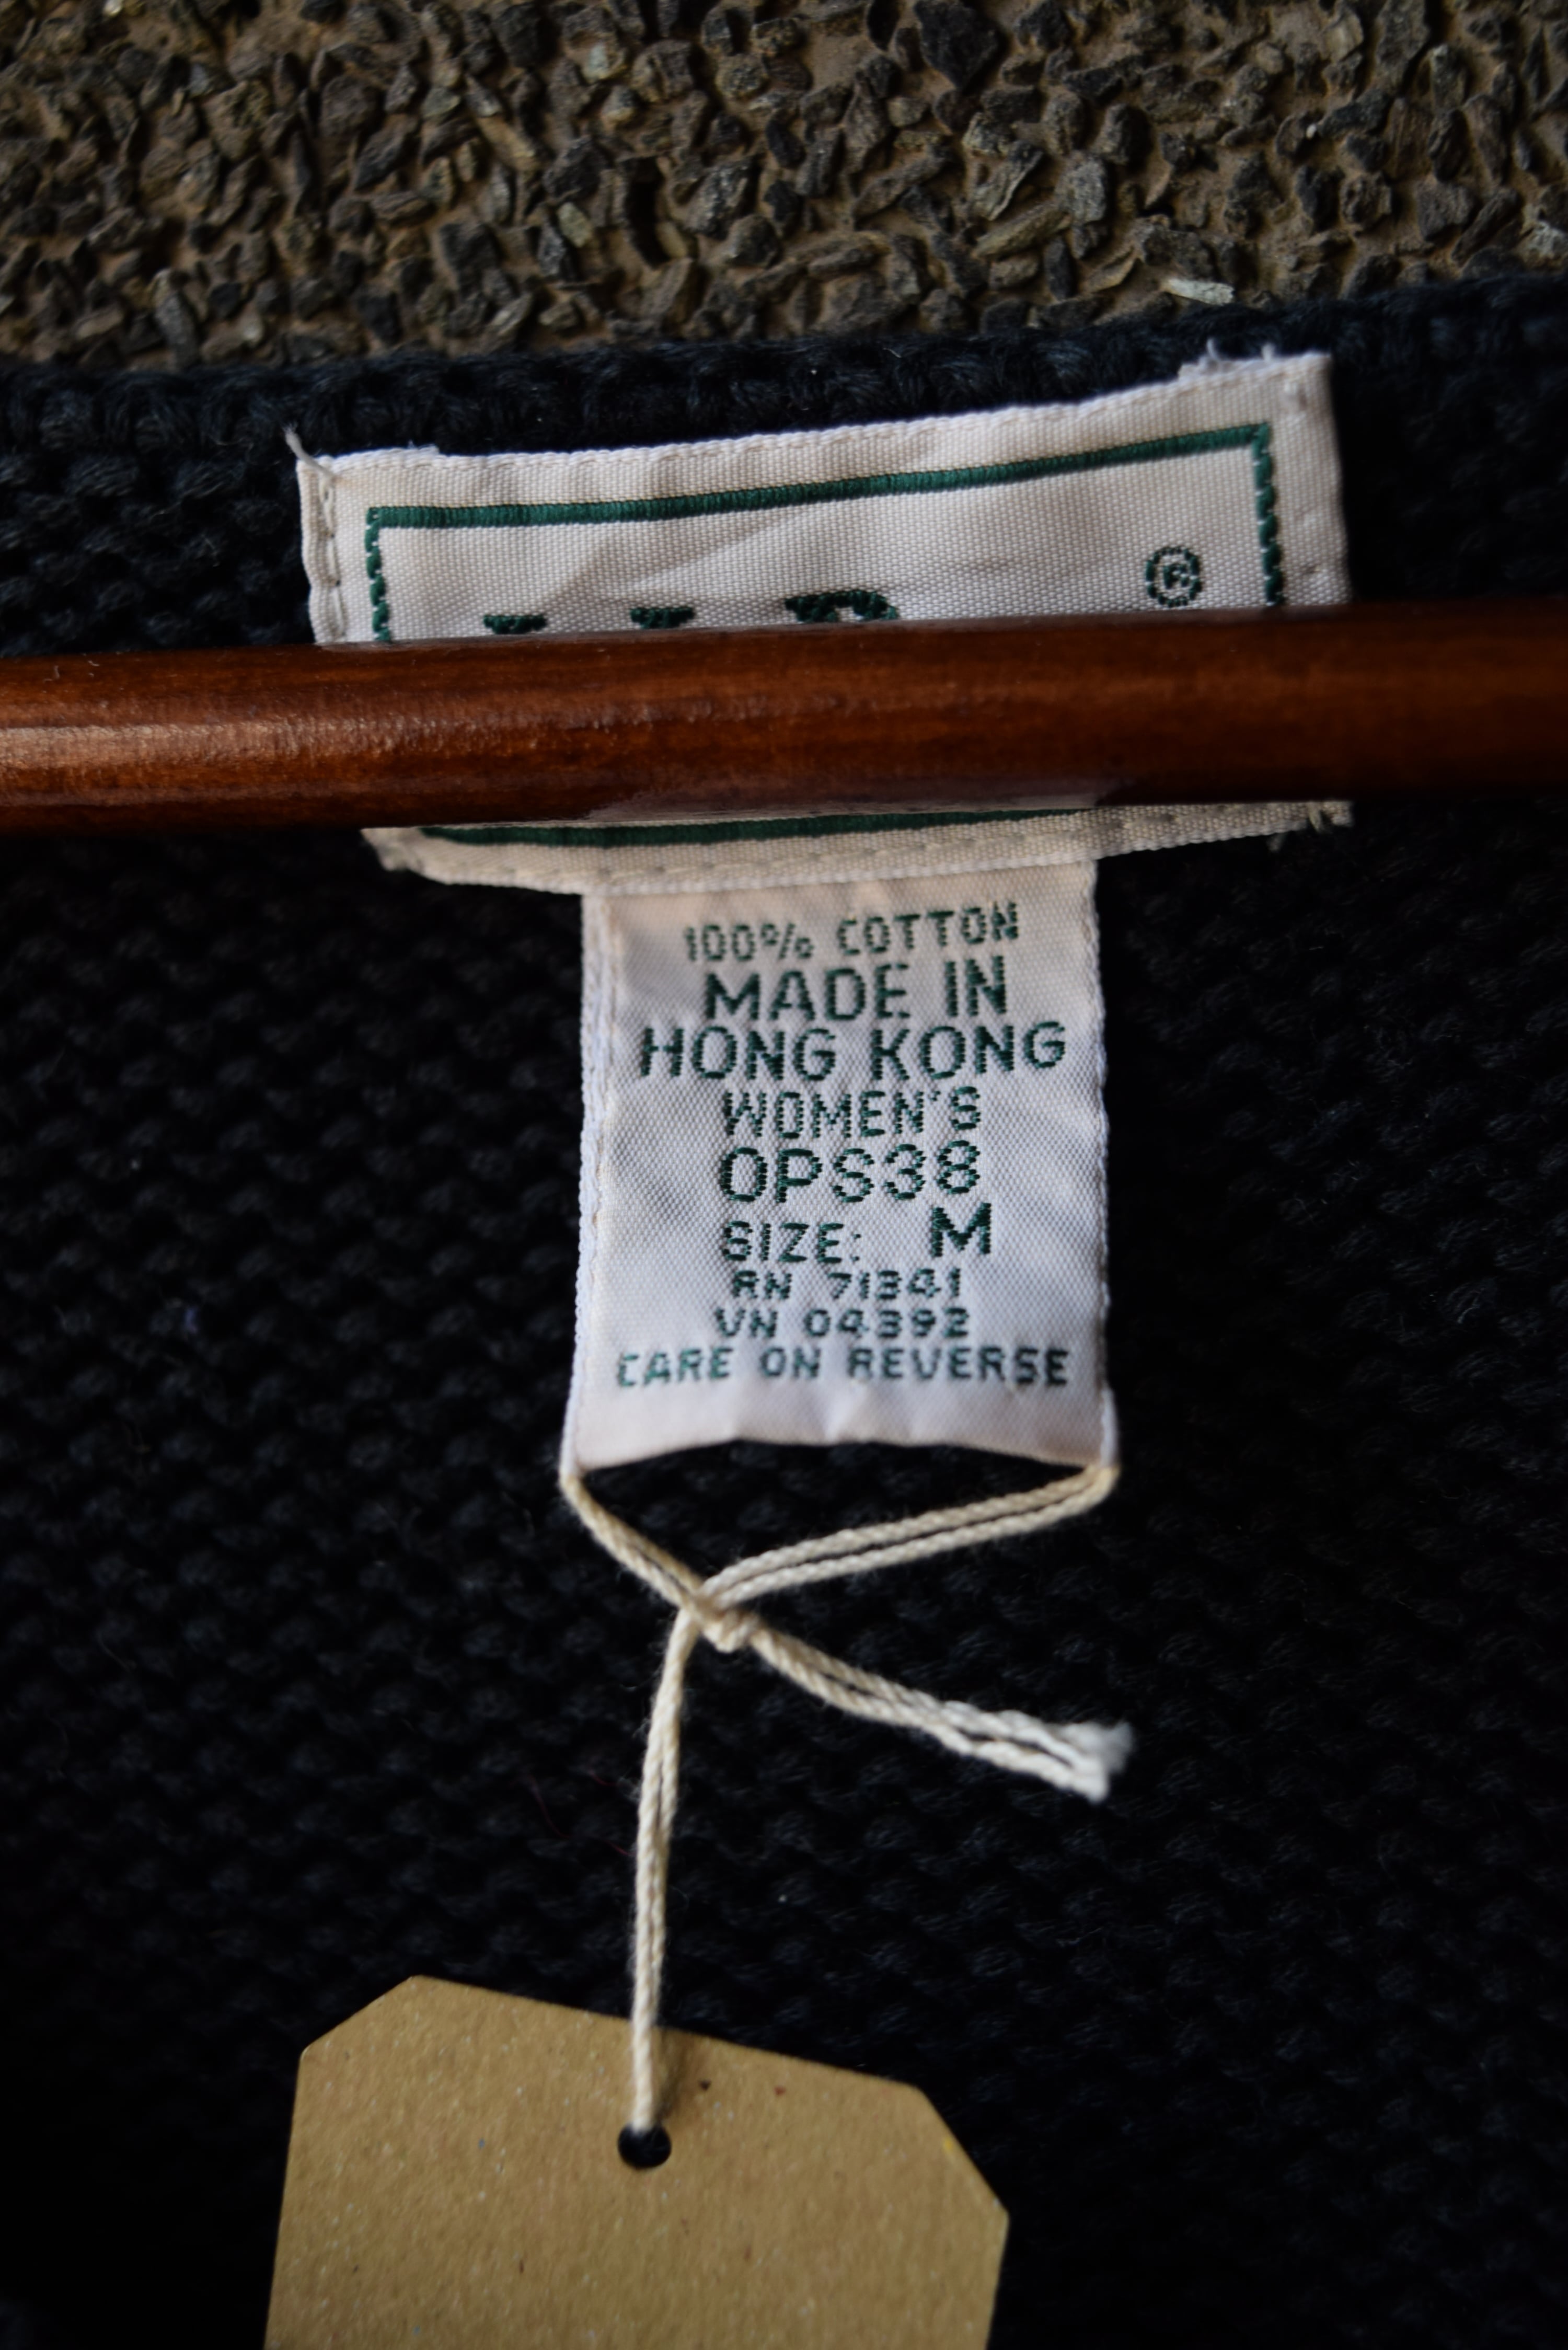 ®
100% COTTON
MADE IN
HONG KONG
WOMEN'S
OPS38
SIZE: M
RN 71341
VN 04392
CARE ON REVERSE